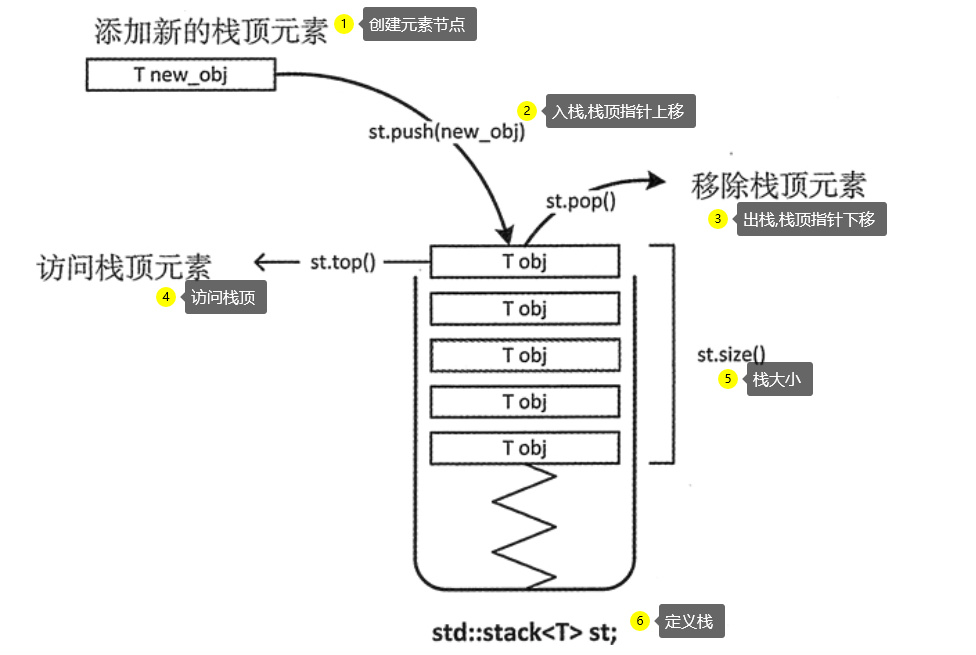 添加新的栈顶元素
1 创建元素节点
T new_obj
2 入栈,栈顶指针上移
st.push(new_obj)
移除栈顶元素
st.pop()
3 出栈,栈顶指针下移
访问栈顶元素
st.top()
T obj
4 访问栈顶
T obj
T obj
st.size()
5 栈大小
T obj
T obj
std::stack<T> st;
6 定义栈